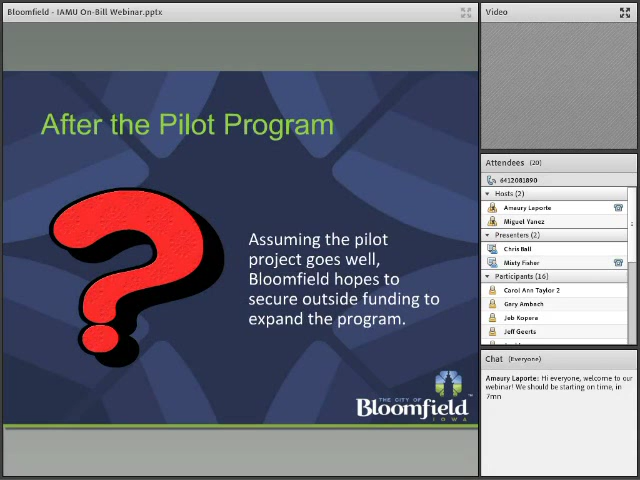 Bloomfield - IAMU On-Bill Webinar.pptx
After the Pilot Program
Assuming the pilot
project goes well,
Bloomfield hopes to
secure outside funding to
expand the program.
THE CITY OF
Bloomfield
IOWA
Video
Attendees (20)
6412081890
Hosts (2)
Amaury Laporte
Miguel Yanez
Presenters (2)
Chris Ball
Misty Fisher
Participants (16)
Carol Ann Taylor 2
Gary Ambach
Jeb Kopera
Jeff Geerts
Chat (Everyone)
Amaury Laporte: Hi everyone, welcome to our
webinar! We should be starting on time, in
7mn